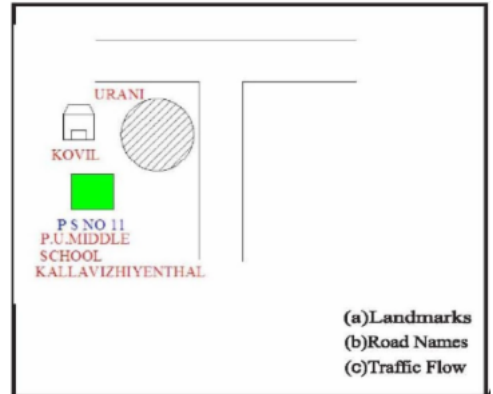 URANI
KOVIL
P S NO 11
P.U.MIDDLE
SCHOOL
KALLAVIZHIYENTHAL
(a)Landmarks
(b)Road Names
(c)Traffic Flow